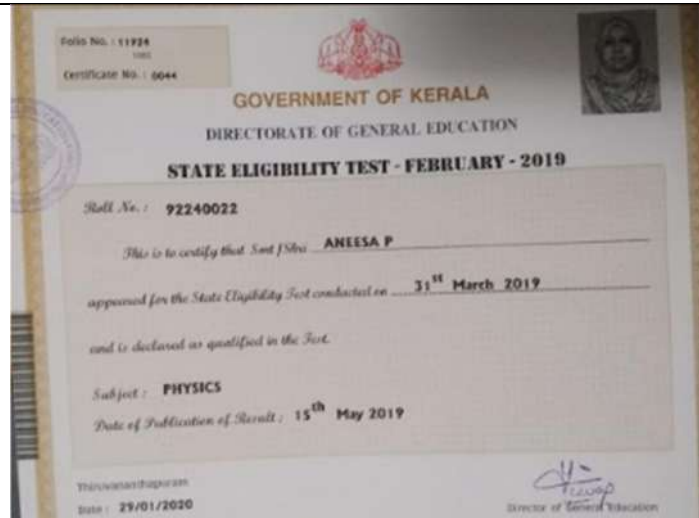 Folio No. : 11924
Certificate No. : 6044
GOVERNMENT OF KERALA
DIRECTORATE OF GENERAL EDUCATION
STATE ELIGIBILITY TEST - FEBRUARY - 2019
Roll No. : 92240022
This is to certify that Smt / Shri ANEESA P
appeared for the State Eligibility Test conducted on 31st March 2019
and is declared as qualified in the Test.
Subject : PHYSICS
Date of Publication of Result : 15th May 2019
Thiruvananthapuram
Date : 29/01/2020
Director of General Education